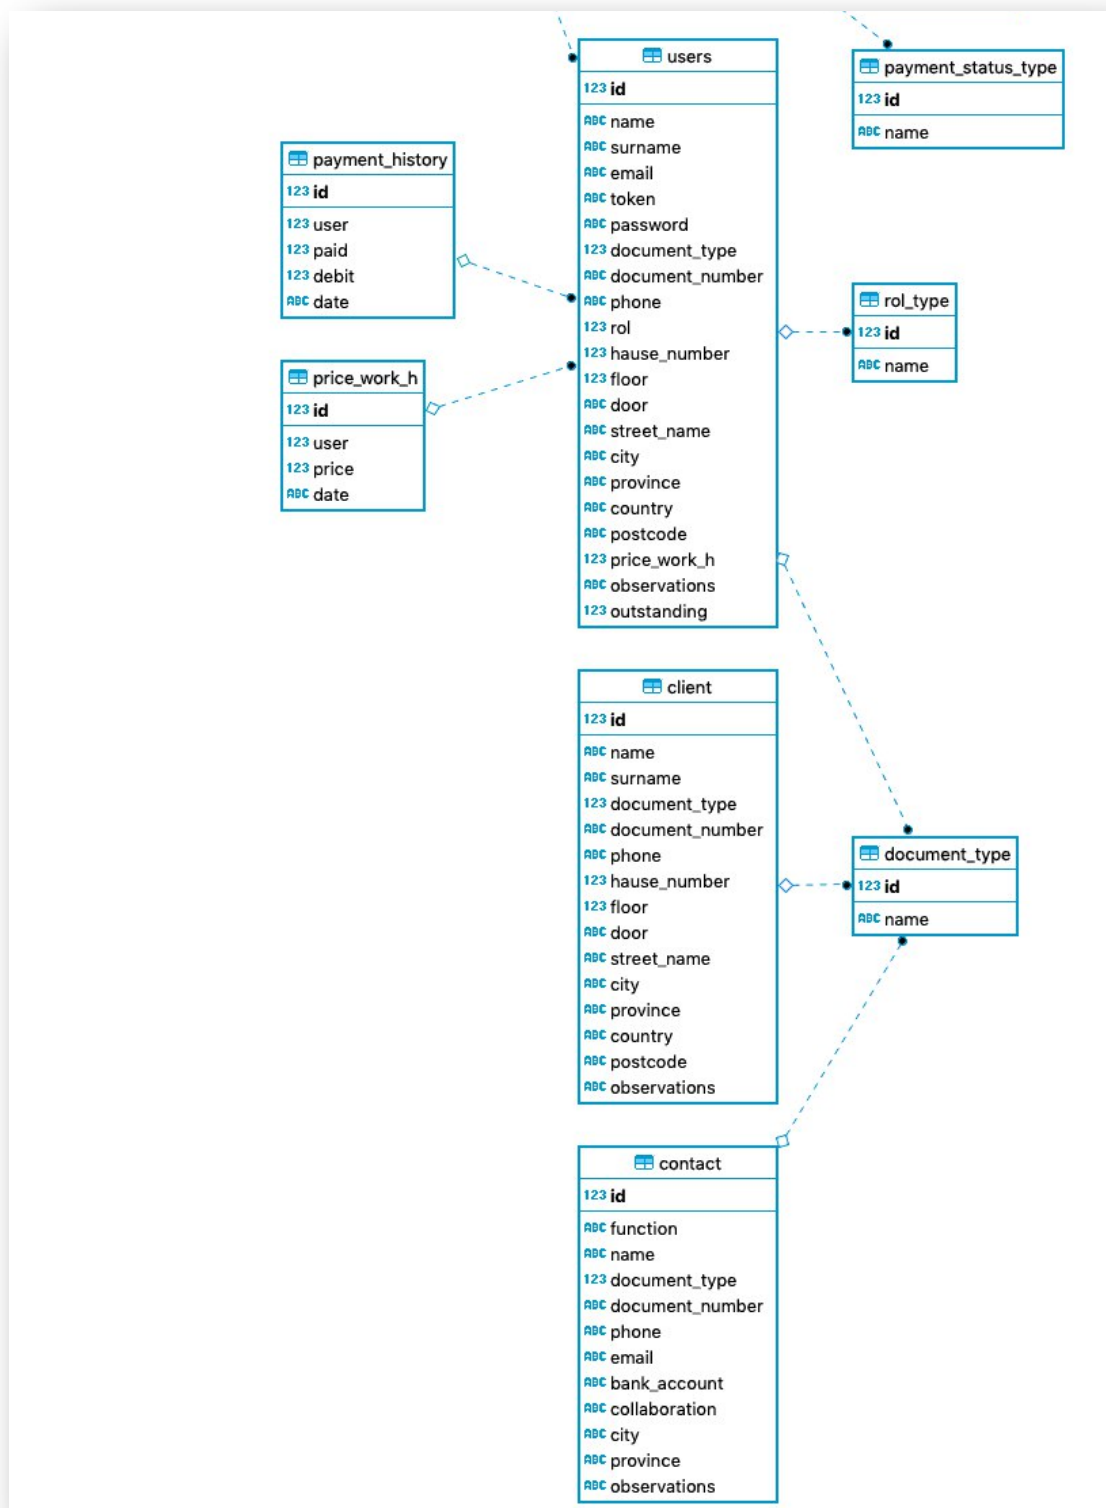 users
123 id
ABC name
ABC surname
ABC email
ABC token
ABC password
123 document_type
ABC document_number
ABC phone
123 rol
123 hause_number
123 floor
ABC door
ABC street_name
ABC city
ABC province
ABC country
ABC postcode
123 price_work_h
ABC observations
123 outstanding
payment_status_type
123 id
ABC name
payment_history
123 id
123 user
123 paid
123 debit
ABC date
rol_type
123 id
ABC name
price_work_h
123 id
123 user
123 price
ABC date
client
123 id
ABC name
ABC surname
123 document_type
ABC document_number
ABC phone
123 hause_number
123 floor
ABC door
ABC street_name
ABC city
ABC province
ABC country
ABC postcode
ABC observations
document_type
123 id
ABC name
contact
123 id
ABC function
ABC name
123 document_type
ABC document_number
ABC phone
ABC email
ABC bank_account
ABC collaboration
ABC city
ABC province
ABC observations